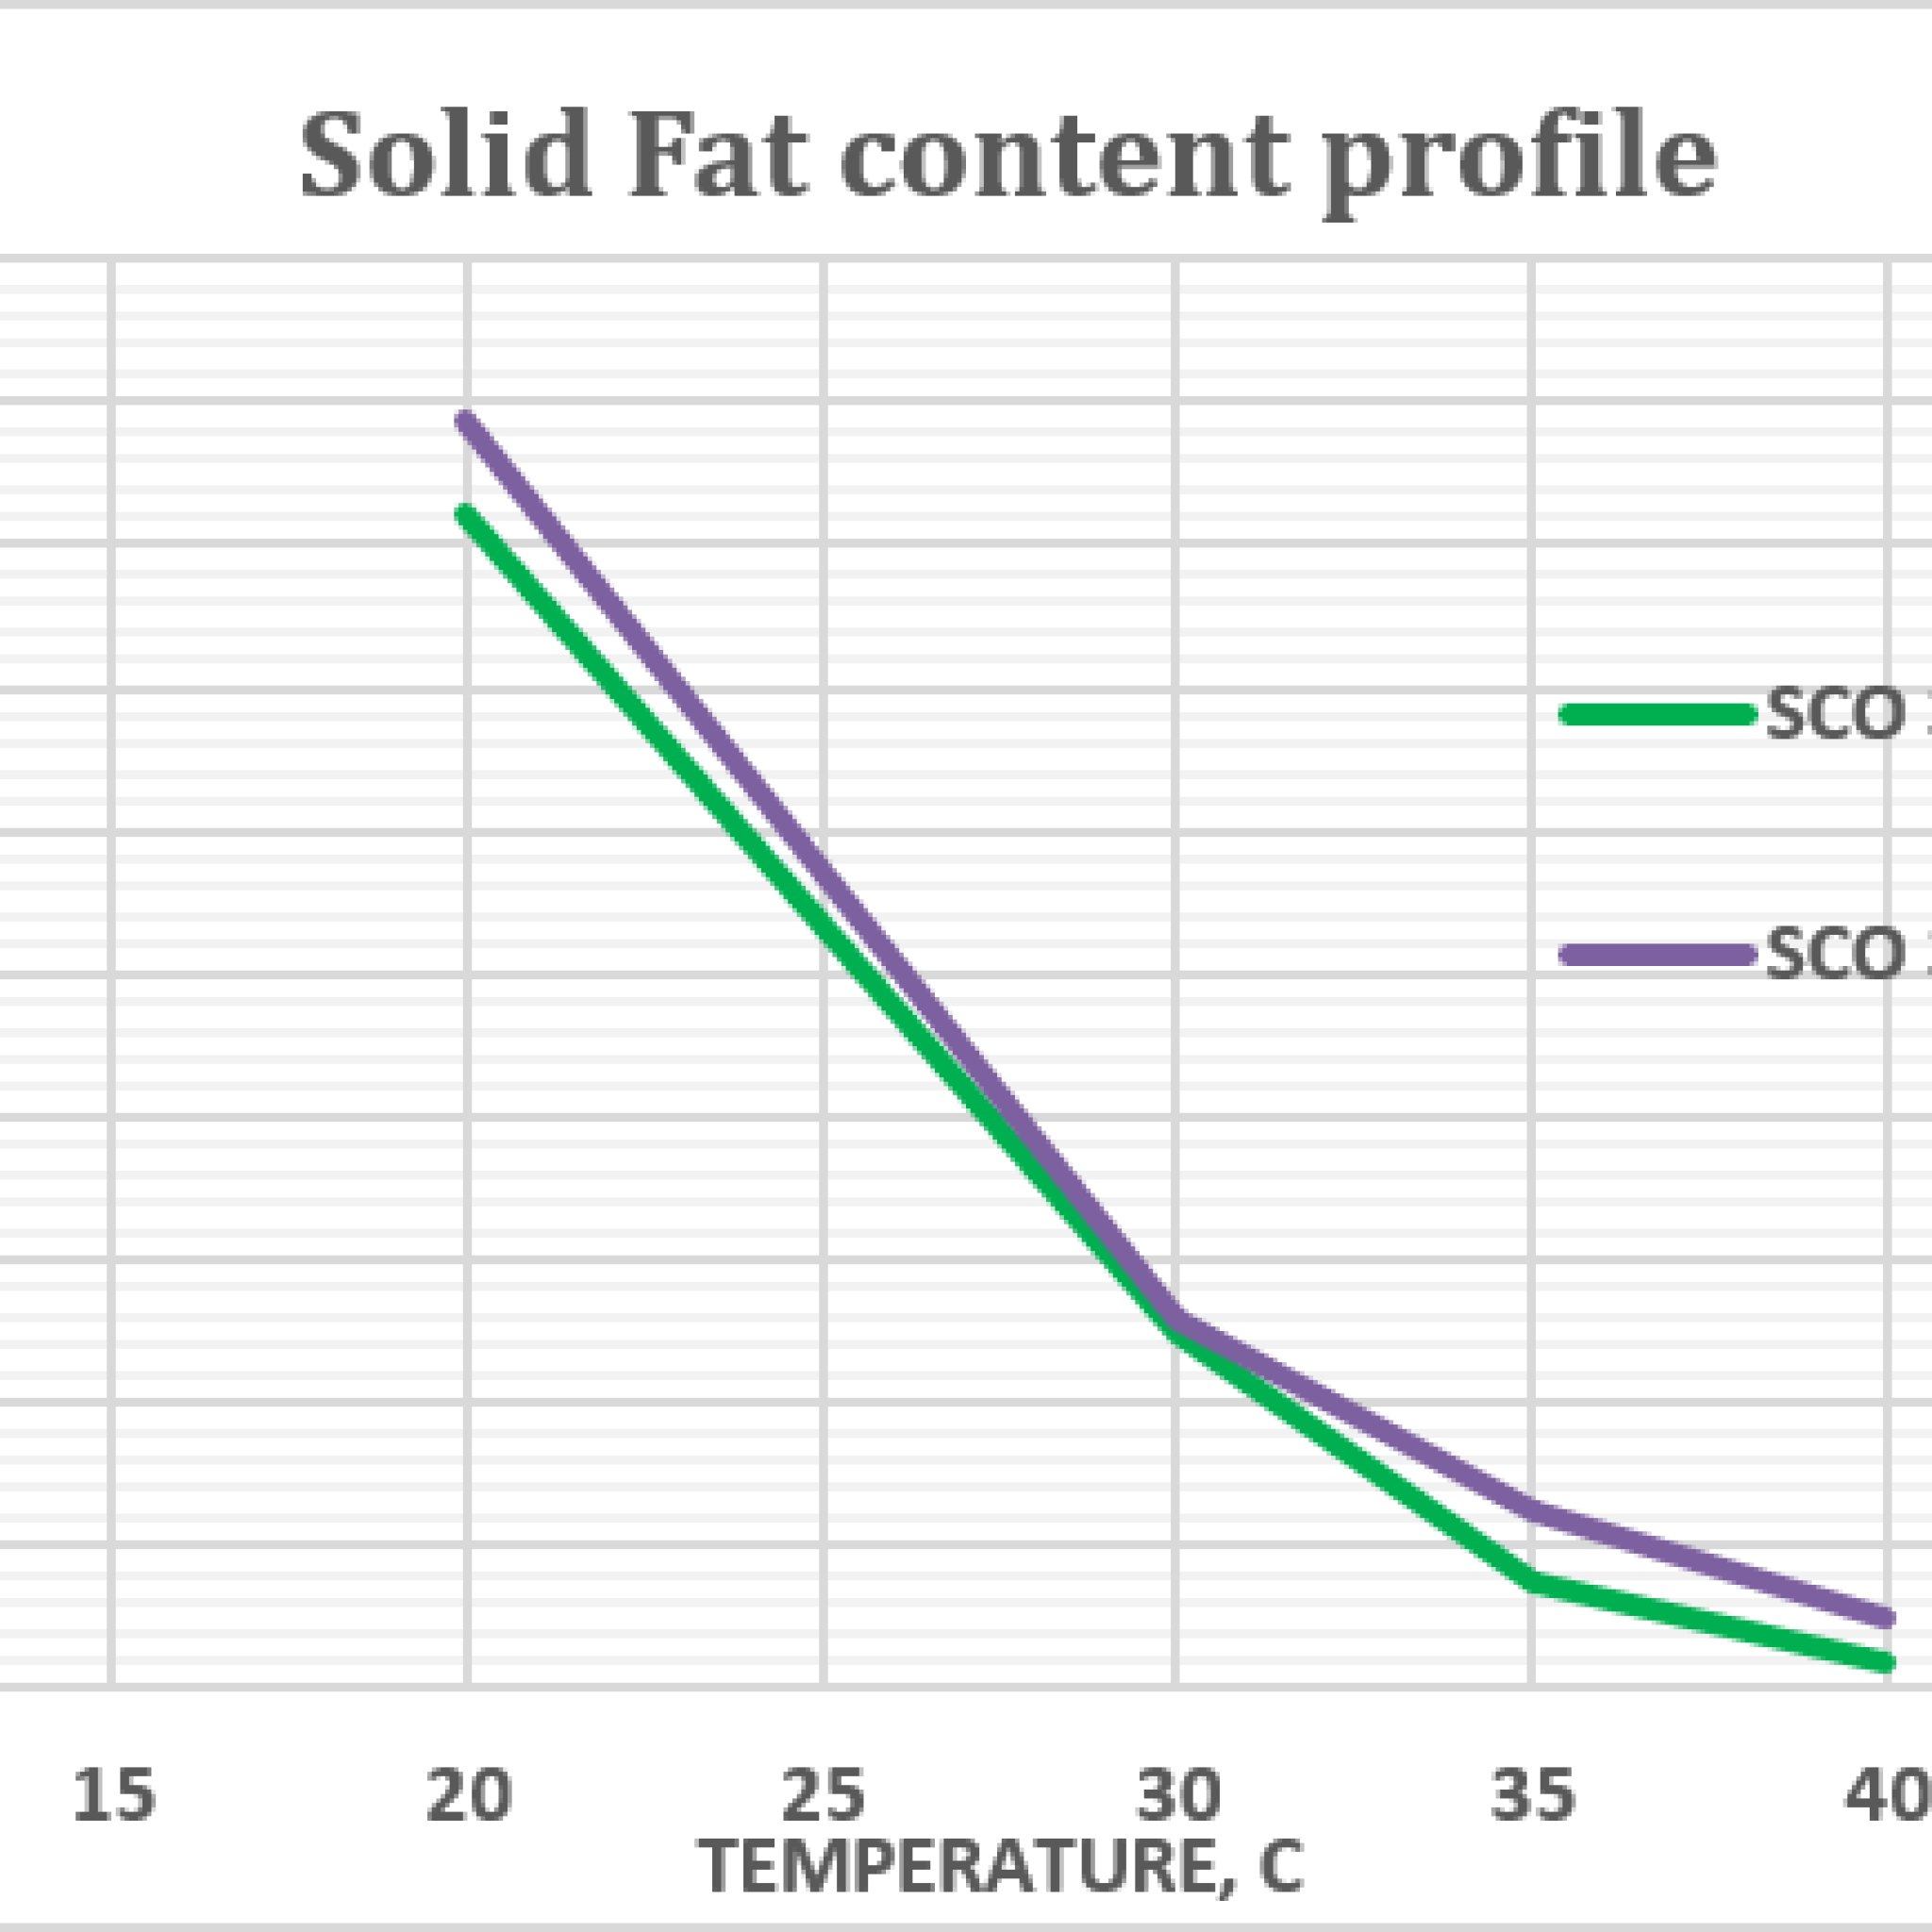 Solid Fat content profile
SCO
SCO
15 20 25 30 35 40
TEMPERATURE, C